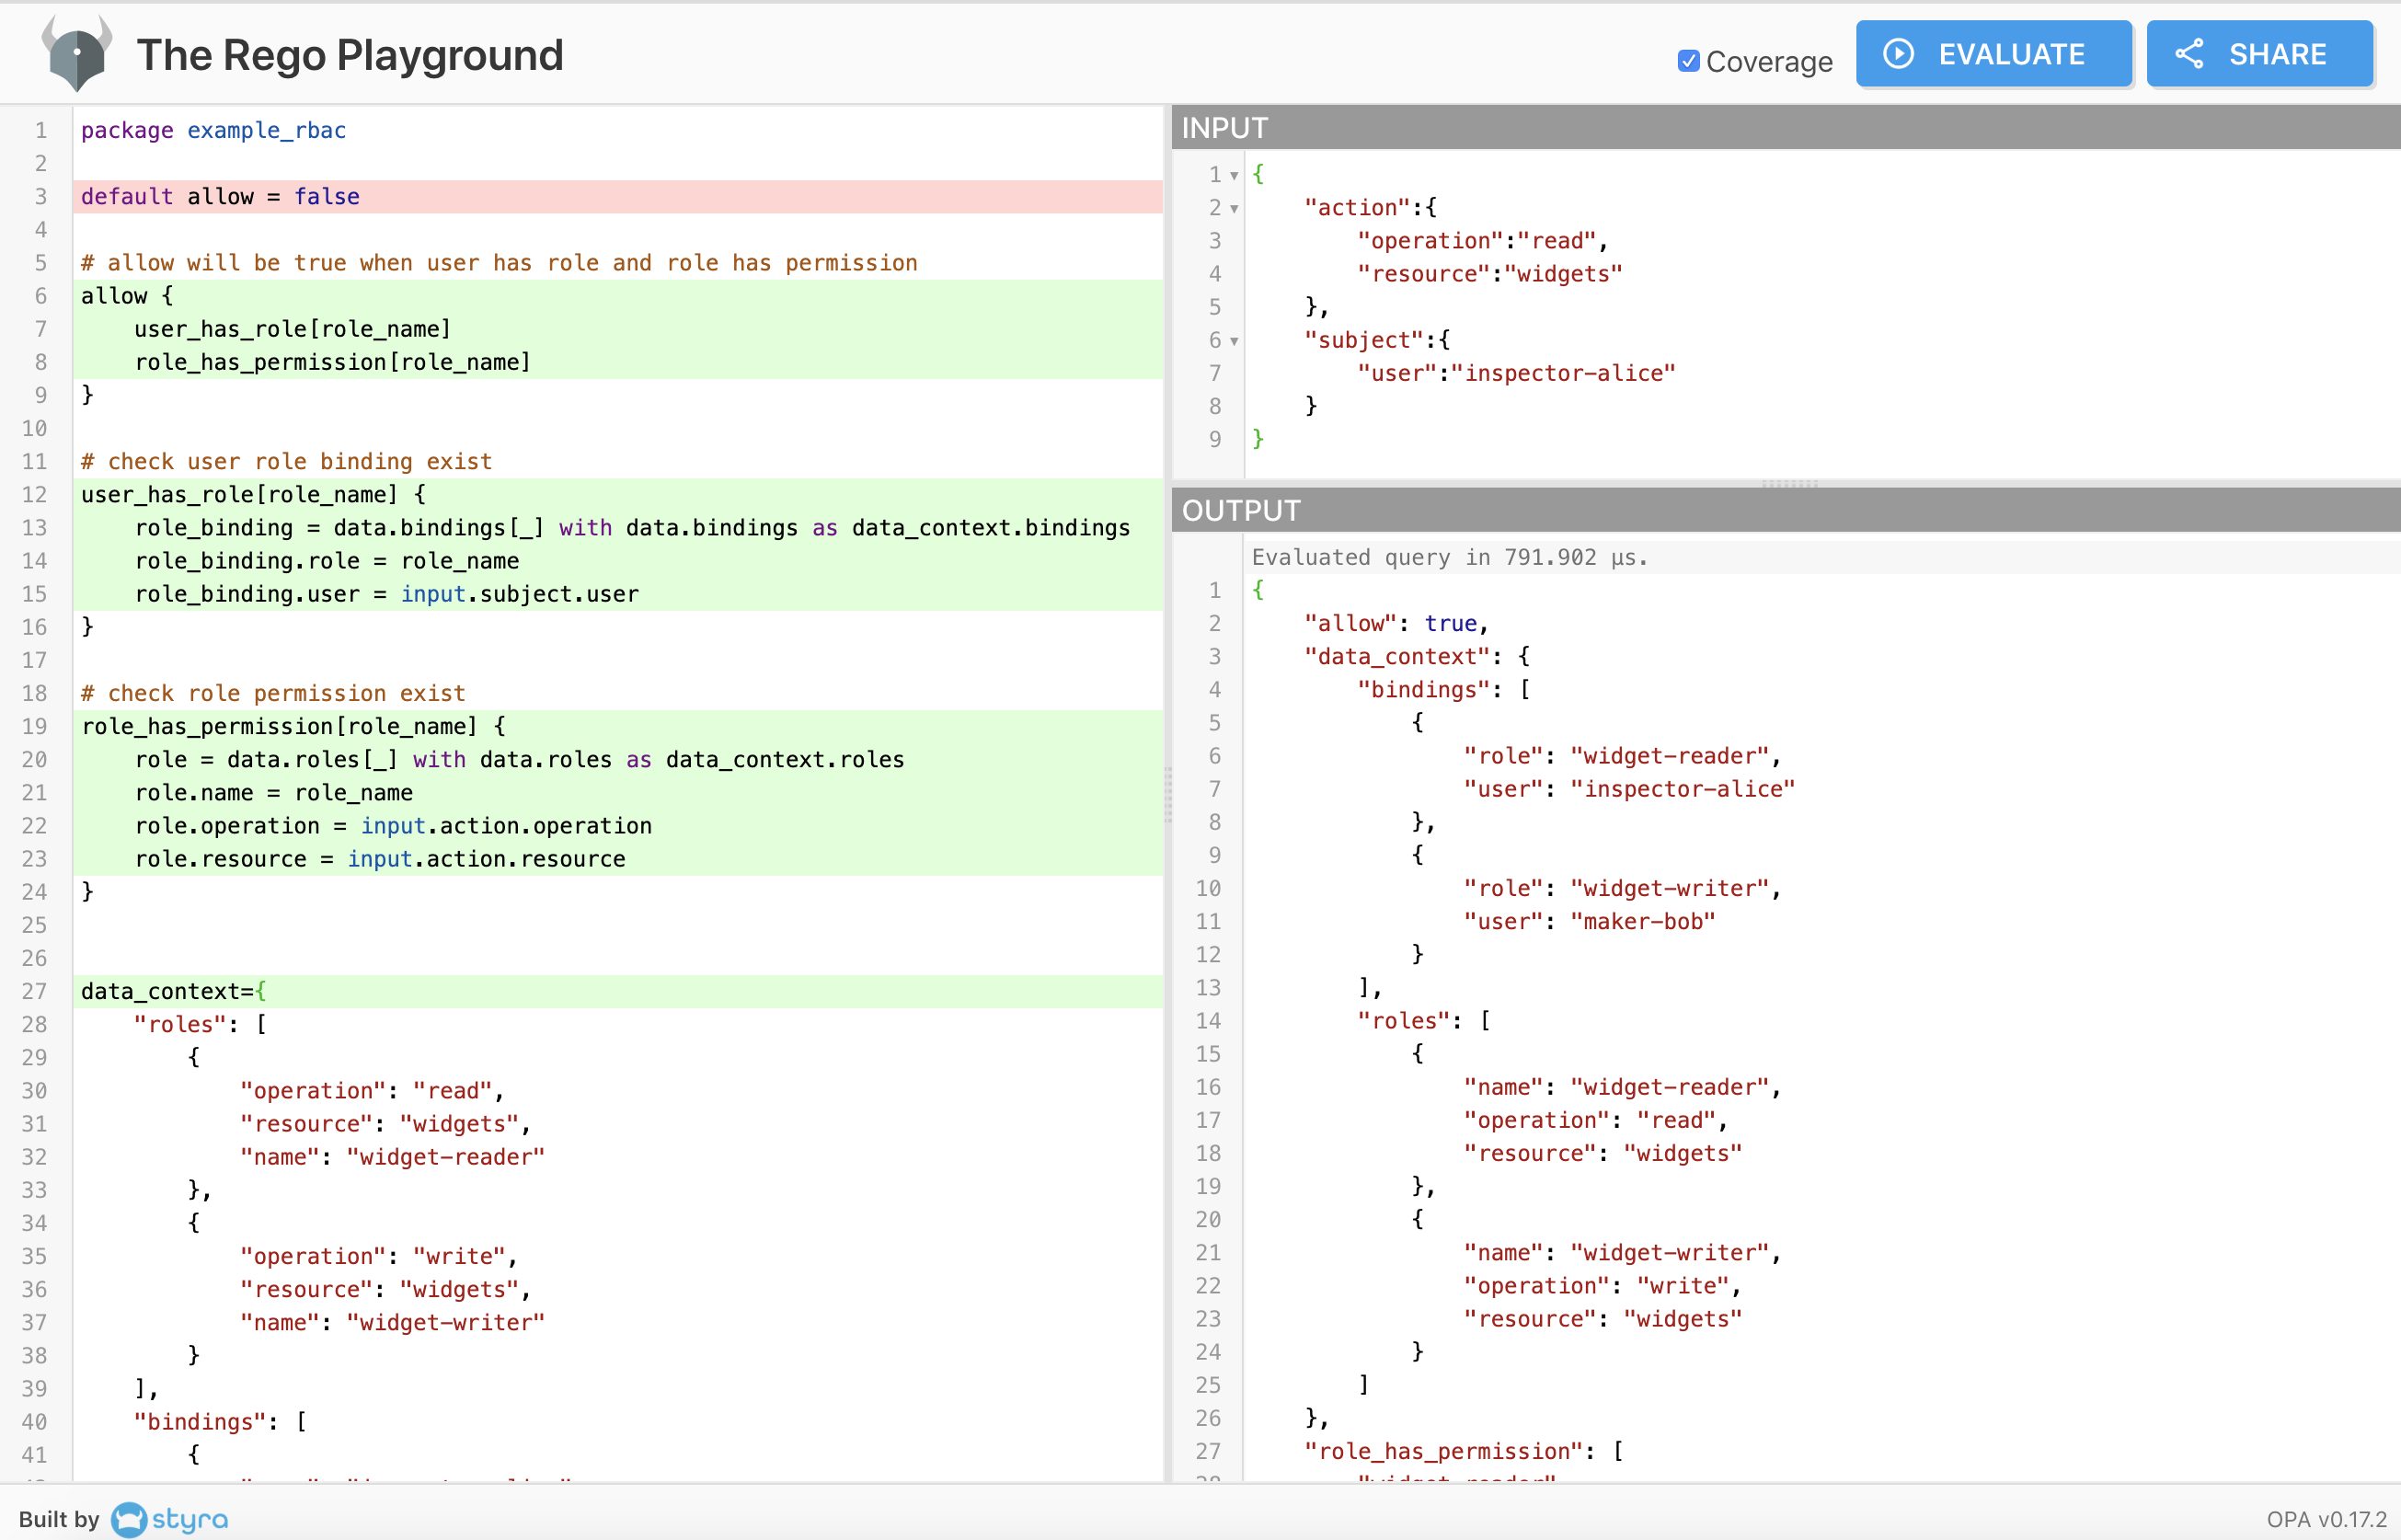 The Rego Playground
Coverage
EVALUATE
SHARE
1 package example_rbac
2
3 default allow = false
4
5 # allow will be true when user has role and role has permission
6 allow {
7     user_has_role[role_name]
8     role_has_permission[role_name]
9 }
10
11 # check user role binding exist
12 user_has_role[role_name] {
13     role_binding = data.bindings[_] with data.bindings as data_context.bindings
14     role_binding.role = role_name
15     role_binding.user = input.subject.user
16 }
17
18 # check role permission exist
19 role_has_permission[role_name] {
20     role = data.roles[_] with data.roles as data_context.roles
21     role.name = role_name
22     role.operation = input.action.operation
23     role.resource = input.action.resource
24 }
25
26
27 data_context={
28     "roles": [
29         {
30             "operation": "read",
31             "resource": "widgets",
32             "name": "widget-reader"
33         },
34         {
35             "operation": "write",
36             "resource": "widgets",
37             "name": "widget-writer"
38         }
39     ],
40     "bindings": [
41         {
INPUT
1 {
2     "action":{
3         "operation":"read",
4         "resource":"widgets"
5     },
6     "subject":{
7         "user":"inspector-alice"
8     }
9 }
OUTPUT
Evaluated query in 791.902 µs.
1 {
2     "allow": true,
3     "data_context": {
4         "bindings": [
5             {
6                 "role": "widget-reader",
7                 "user": "inspector-alice"
8             },
9             {
10                 "role": "widget-writer",
11                 "user": "maker-bob"
12             }
13         ],
14         "roles": [
15             {
16                 "name": "widget-reader",
17                 "operation": "read",
18                 "resource": "widgets"
19             },
20             {
21                 "name": "widget-writer",
22                 "operation": "write",
23                 "resource": "widgets"
24             }
25         ]
26     },
27     "role_has_permission": [
28         "widget-reader"
Built by styra
OPA v0.17.2